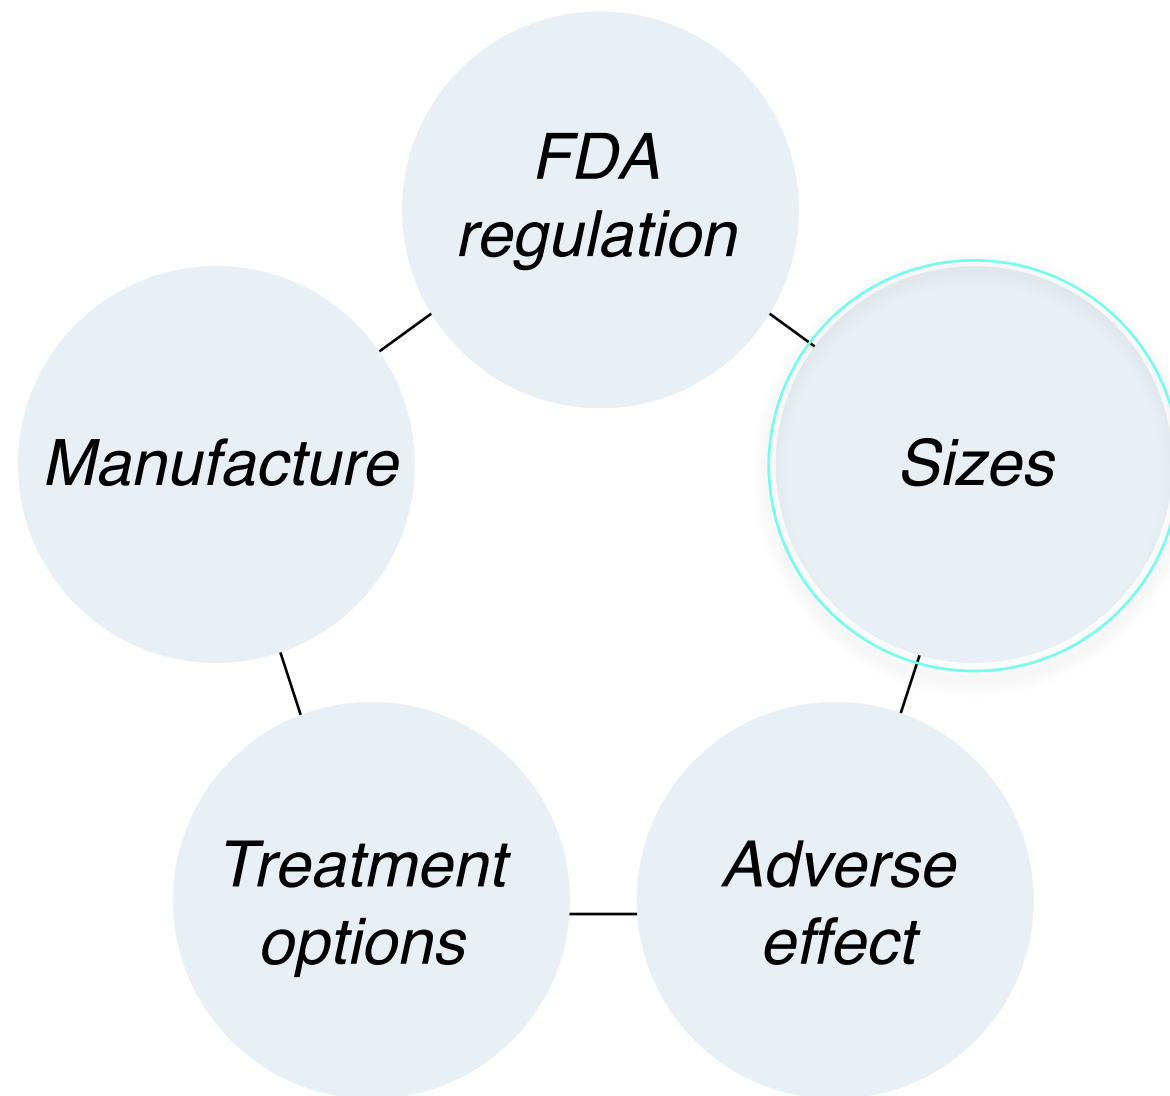 FDA
regulation
Manufacture
Sizes
Treatment
options
Adverse
effect